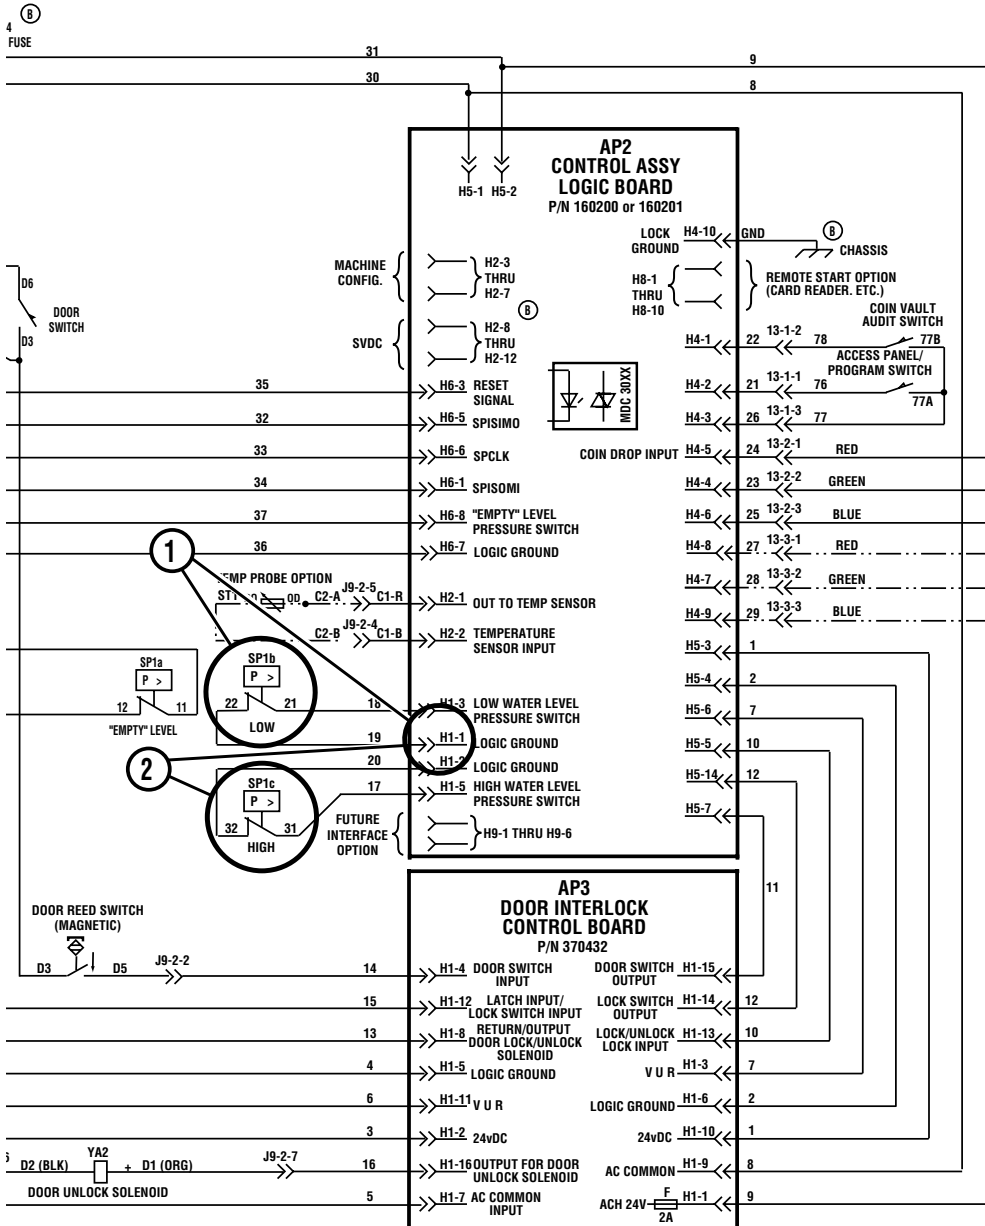 B
4
FUSE
31
30
9
8
AP2
CONTROL ASSY
LOGIC BOARD
P/N 160200 or 160201
H5-1 H5-2
LOCK
GROUND
H4-10
GND
B
CHASSIS
MACHINE
CONFIG.
H2-3
THRU
H2-7
H8-1
THRU
H8-10
REMOTE START OPTION
(CARD READER. ETC.)
D6
DOOR
SWITCH
D3
SVDC
H2-8
THRU
H2-12
B
COIN VAULT
AUDIT SWITCH
H4-1 22 13-1-2 78 77B
ACCESS PANEL/
PROGRAM SWITCH
MDC 30XX
35 H6-3 RESET
SIGNAL
H4-2 21 13-1-1 76 77A
32 H6-5 SPISIMO
H4-3 26 13-1-3 77
33 H6-6 SPCLK
COIN DROP INPUT H4-5 24 13-2-1 RED
34 H6-1 SPISOMI
H4-4 23 13-2-2 GREEN
37 H6-8 "EMPTY" LEVEL
PRESSURE SWITCH
H4-6 25 13-2-3 BLUE
36 H6-7 LOGIC GROUND
H4-8 27 13-3-1 RED
1
EMP PROBE OPTION
ST1 OD C2-A J9-2-5 C1-R H2-1 OUT TO TEMP SENSOR
H4-7 28 13-3-2 GREEN
H4-9 29 13-3-3 BLUE
C2-B J9-2-4 C1-B H2-2 TEMPERATURE
SENSOR INPUT
H5-3 1
SP1a
P >
12 11
"EMPTY" LEVEL
SP1b
P >
22 21
LOW
18 H1-3 LOW WATER LEVEL
PRESSURE SWITCH
H5-4 2
H5-6 7
19 H1-1 LOGIC GROUND
H5-5 10
2
20 H1-2 LOGIC GROUND
H5-14 12
SP1c
P >
32 31
HIGH
17 H1-5 HIGH WATER LEVEL
PRESSURE SWITCH
H5-7
FUTURE
INTERFACE
OPTION
H9-1 THRU H9-6
11
AP3
DOOR INTERLOCK
CONTROL BOARD
P/N 370432
DOOR REED SWITCH
(MAGNETIC)
D3 D5 J9-2-2 14 H1-4 DOOR SWITCH
INPUT
DOOR SWITCH
OUTPUT
H1-15
15 H1-12 LATCH INPUT/
LOCK SWITCH INPUT
LOCK SWITCH
OUTPUT
H1-14 12
13 H1-8 RETURN/OUTPUT
DOOR LOCK/UNLOCK
SOLENOID
LOCK/UNLOCK
LOCK INPUT
H1-13 10
4 H1-5 LOGIC GROUND
V U R H1-3 7
6 H1-11 V U R
LOGIC GROUND H1-6 2
3 H1-2 24vDC
24vDC H1-10 1
D2 (BLK) YA2 + D1 (ORG) J9-2-7 16 H1-16 OUTPUT FOR DOOR
UNLOCK SOLENOID
DOOR UNLOCK SOLENOID
AC COMMON H1-9 8
5 H1-7 AC COMMON
INPUT
ACH 24V F H1-1 9
2A